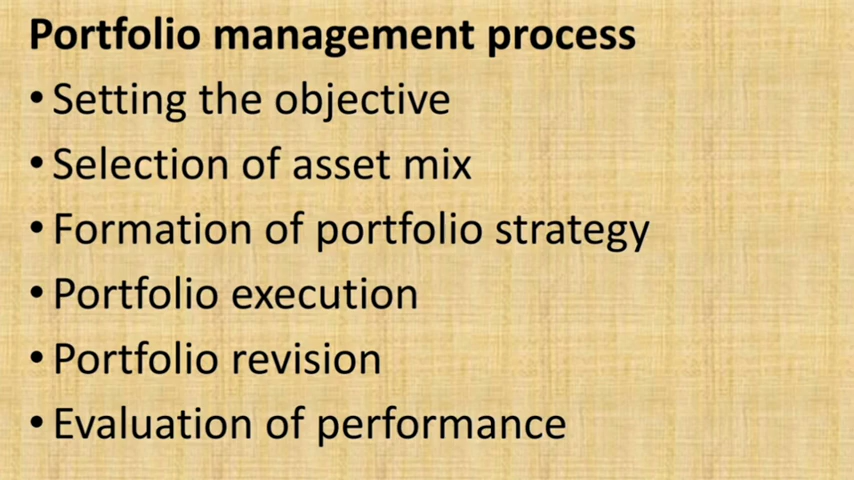 Portfolio management process
• Setting the objective
• Selection of asset mix
• Formation of portfolio strategy
• Portfolio execution
• Portfolio revision
• Evaluation of performance